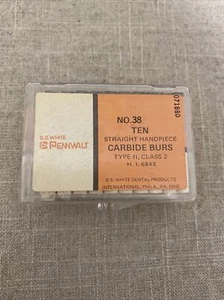 NO. 38
TEN
STRAIGHT HANDPIECE
CARBIDE BURS
TYPE II, CLASS 2
S.S. WHITE
PENNWALT
S.S. WHITE DENTAL PRODUCTS
INTERNATIONAL, PHILA., PA.
071880